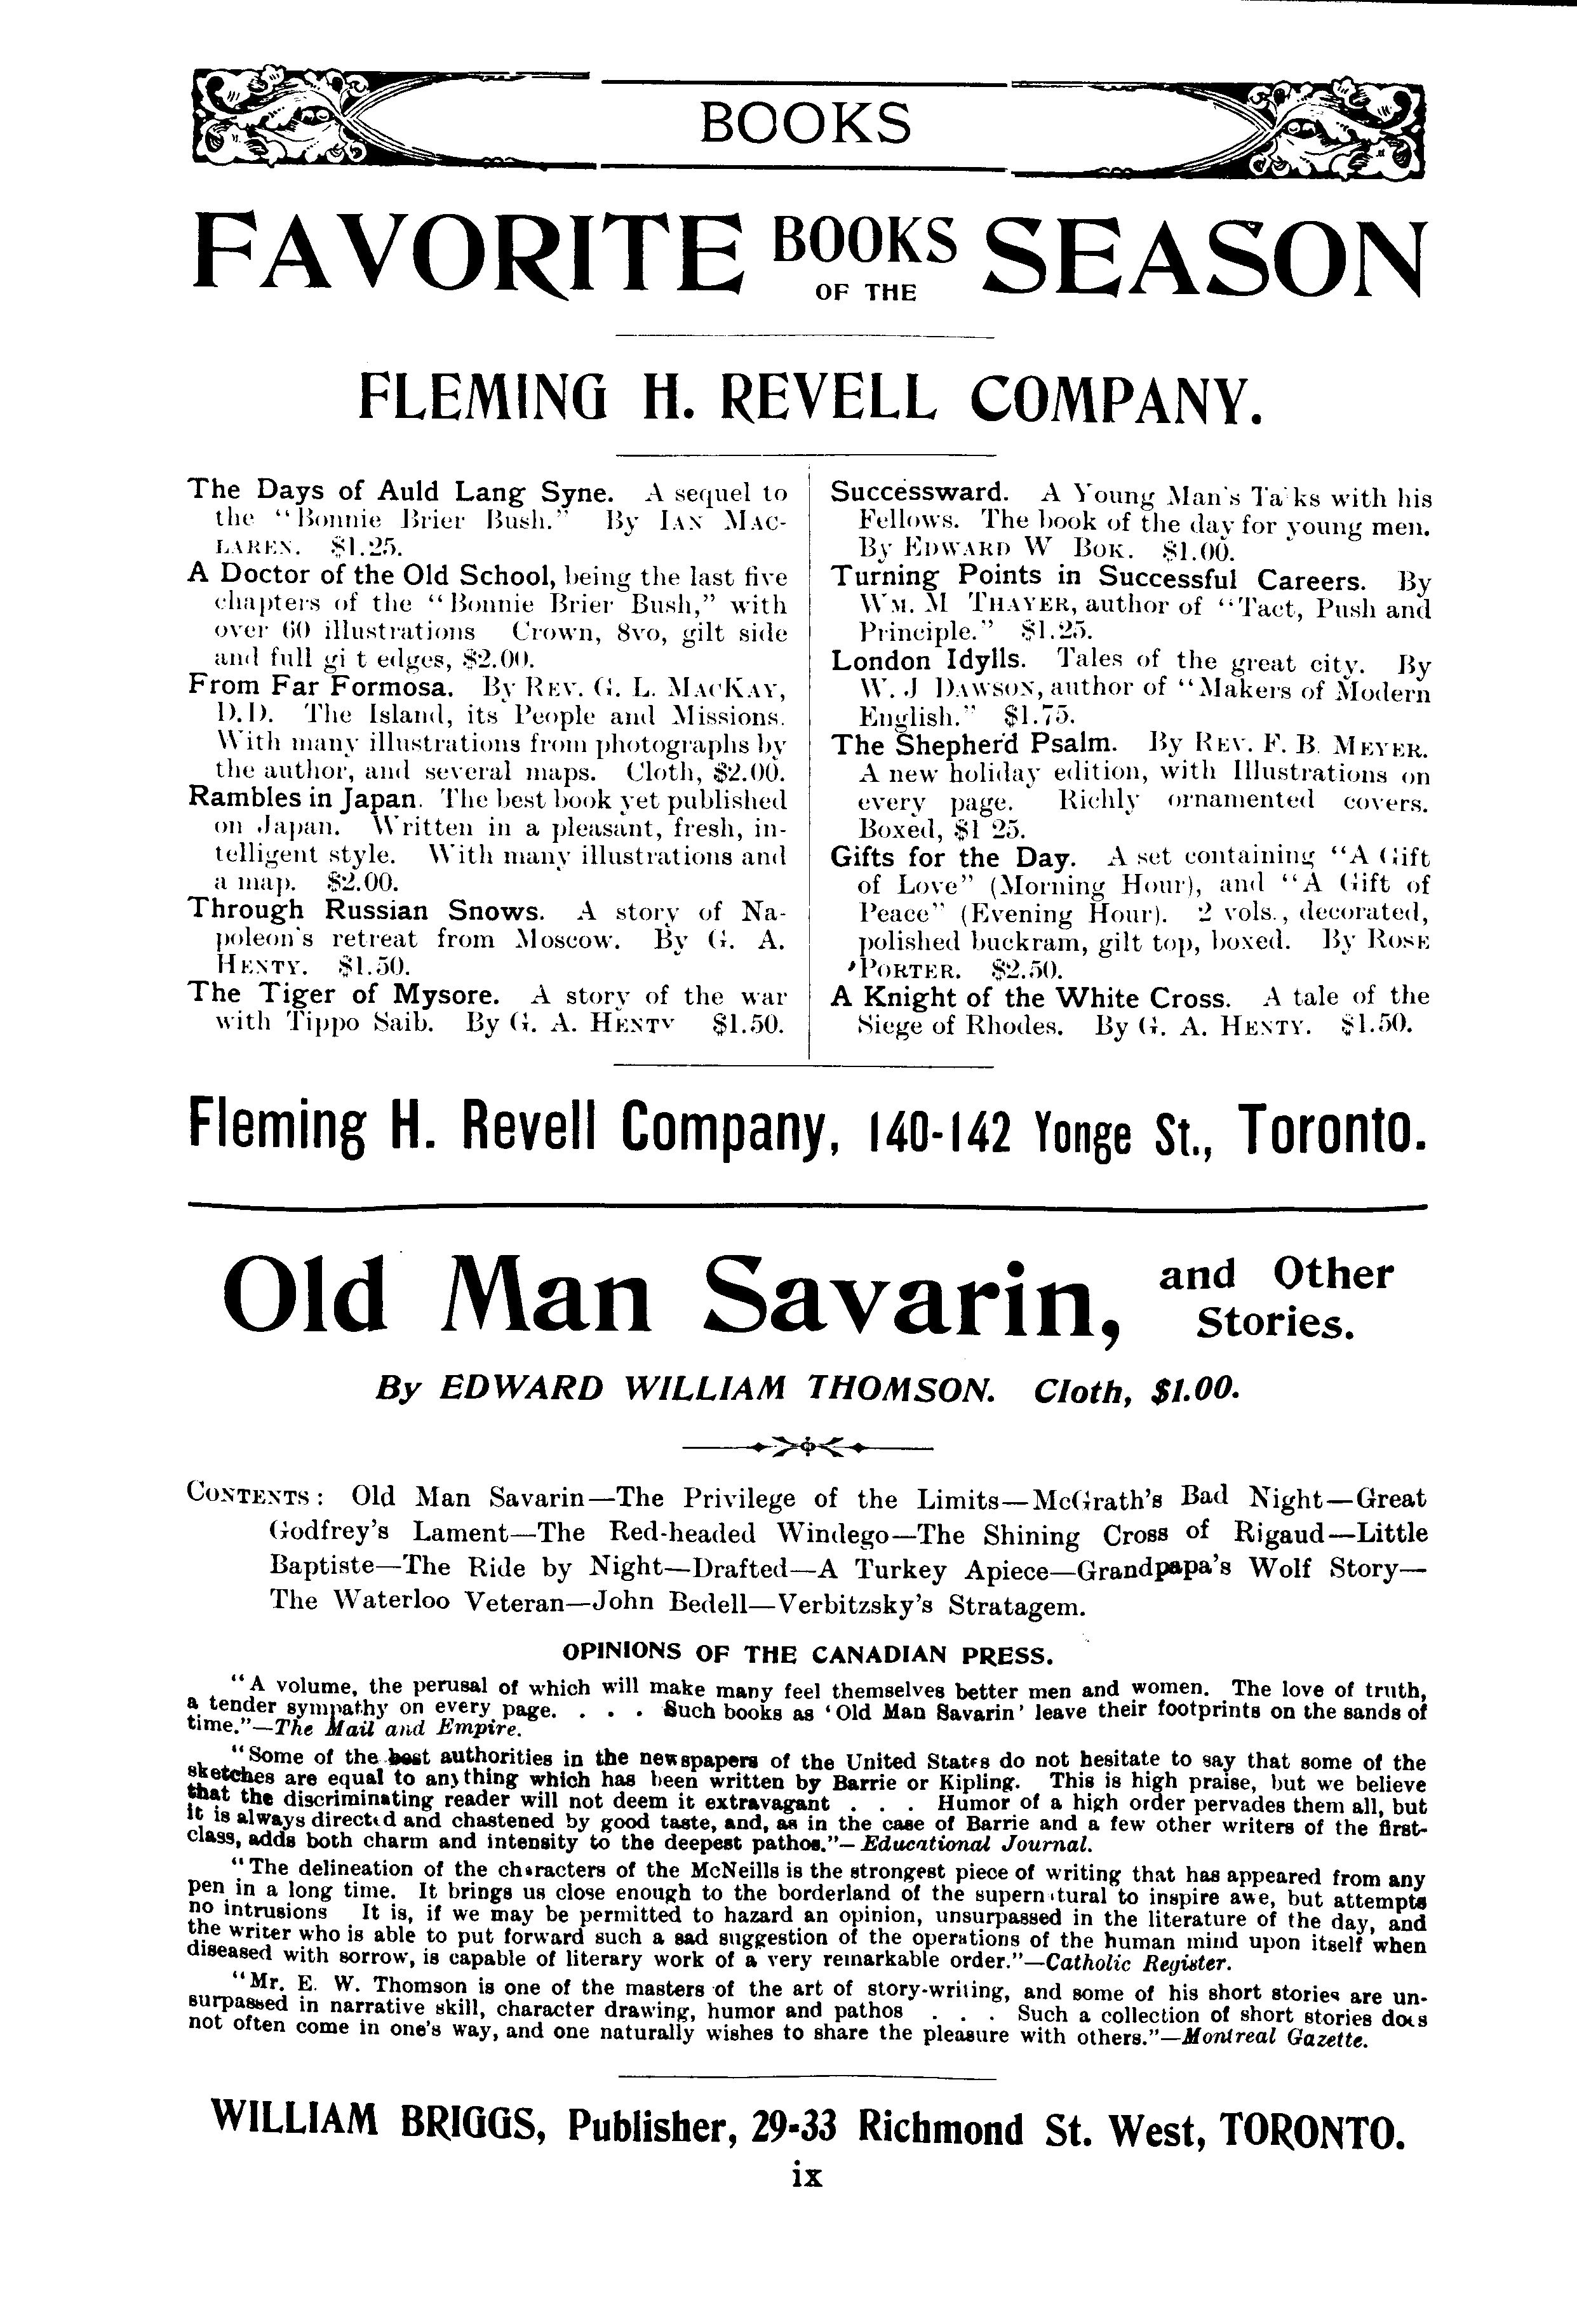 BOOKS
FAVORITE BOOKS OF THE SEASON
FLEMING H. REVELL COMPANY.
The Days of Auld Lang Syne. A sequel to
the "Bonnie Brier Bush." By IAN MAC-
LAREN. $1.25.
A Doctor of the Old School, being the last five
chapters of the "Bonnie Brier Bush," with
over 60 illustrations Crown, 8vo, gilt side
and full gi t edges, $2.00.
From Far Formosa. By REV. G. L. MACKAY,
D.D. The Island, its People and Missions.
With many illustrations from photographs by
the author, and several maps. Cloth, $2.00.
Rambles in Japan. The best book yet published
on Japan. Written in a pleasant, fresh, in-
telligent style. With many illustrations and
a map. $2.00.
Through Russian Snows. A story of Na-
poleon's retreat from Moscow. By G. A.
HENTY. $1.50.
The Tiger of Mysore. A story of the war
with Tippo Saib. By G. A. HENTY $1.50.
Successward. A Young Man's Ta ks with his
Fellows. The book of the day for young men.
By EDWARD W BOK. $1.00.
Turning Points in Successful Careers. By
WM. M THAYER, author of "Tact, Push and
Principle." $1.25.
London Idylls. Tales of the great city. By
W. J DAWSON, author of "Makers of Modern
English." $1.75.
The Shepherd Psalm. By REV. F. B. MEYER.
A new holiday edition, with Illustrations on
every page. Richly ornamented covers.
Boxed, $1 25.
Gifts for the Day. A set containing "A Gift
of Love" (Morning Hour), and "A Gift of
Peace" (Evening Hour). 2 vols., decorated,
polished buckram, gilt top, boxed. By ROSE
PORTER. $2.50.
A Knight of the White Cross. A tale of the
Siege of Rhodes. By G. A. HENTY. $1.50.
Fleming H. Revell Company, 140-142 Yonge St., Toronto.
Old Man Savarin, and Other Stories.
By EDWARD WILLIAM THOMSON. Cloth, $1.00.
CONTENTS: Old Man Savarin—The Privilege of the Limits—McGrath's Bad Night—Great
Godfrey's Lament—The Red-headed Windego—The Shining Cross of Rigaud—Little
Baptiste—The Ride by Night—Drafted—A Turkey Apiece—Grandpapa's Wolf Story—
The Waterloo Veteran—John Bedell—Verbitzsky's Stratagem.
OPINIONS OF THE CANADIAN PRESS.
"A volume, the perusal of which will make many feel themselves better men and women. The love of truth,
a tender sympathy on every page. . . . Such books as 'Old Man Savarin' leave their footprints on the sands of
time."—The Mail and Empire.
"Some of the best authorities in the newspapers of the United States do not hesitate to say that some of the
sketches are equal to anything which has been written by Barrie or Kipling. This is high praise, but we believe
that the discriminating reader will not deem it extravagant . . . Humor of a high order pervades them all, but
it is always directed and chastened by good taste, and, as in the case of Barrie and a few other writers of the first-
class, adds both charm and intensity to the deepest pathos."—Educational Journal.
"The delineation of the characters of the McNeills is the strongest piece of writing that has appeared from any
pen in a long time. It brings us close enough to the borderland of the supernatural to inspire awe, but attempts
no intrusions It is, if we may be permitted to hazard an opinion, unsurpassed in the literature of the day, and
the writer who is able to put forward such a sad suggestion of the operations of the human mind upon itself when
diseased with sorrow, is capable of literary work of a very remarkable order."—Catholic Register.
"Mr. E. W. Thomson is one of the masters of the art of story-writing, and some of his short stories are un-
surpassed in narrative skill, character drawing, humor and pathos . . . Such a collection of short stories does
not often come in one's way, and one naturally wishes to share the pleasure with others."—Montreal Gazette.
WILLIAM BRIGGS, Publisher, 29-33 Richmond St. West, TORONTO.
ix